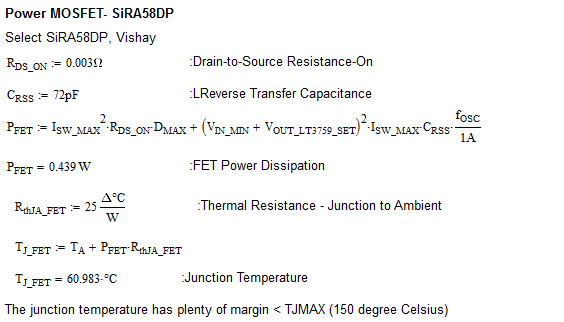 Power MOSFET- SiRA58DP
Select SiRA58DP, Vishay
R_DS_ON := 0.003Ω :Drain-to-Source Resistance-On
C_RSS := 72pF :LReverse Transfer Capacitance
P_FET := I_SW_MAX²·R_DS_ON·D_MAX + (V_IN_MIN + V_OUT_LT3759_SET)²·I_SW_MAX·C_RSS·f_OSC/1A
P_FET = 0.439 W :FET Power Dissipation
R_thJA_FET := 25 Δ°C/W :Thermal Resistance - Junction to Ambient
T_J_FET := T_A + P_FET·R_thJA_FET
T_J_FET = 60.983·°C :Junction Temperature
The junction temperature has plenty of margin < TJMAX (150 degree Celsius)